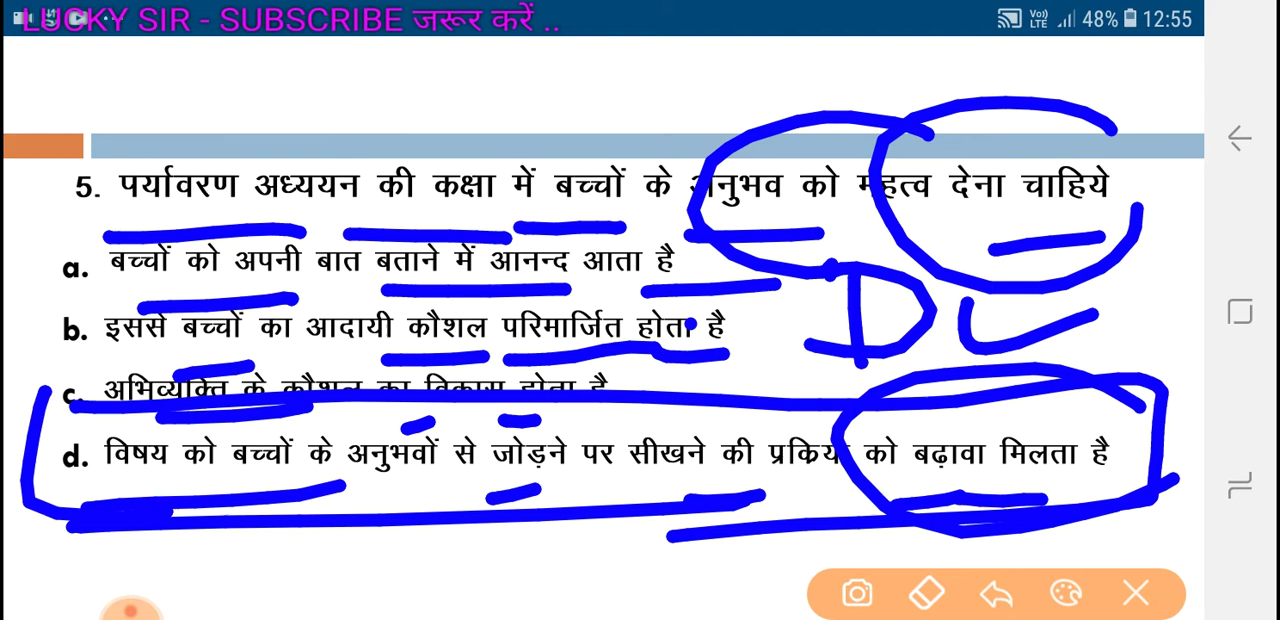 LUCKY SIR - SUBSCRIBE जरूर करें ..
Vo)) LTE 48% 12:55
5. पर्यावरण अध्ययन की कक्षा में बच्चों के अनुभव को महत्व देना चाहिये
a. बच्चों को अपनी बात बताने में आनन्द आता है
b. इससे बच्चों का आदायी कौशल परिमार्जित होता है
D
c. अभिव्यक्ति के कौशल का विकास होता है
d. विषय को बच्चों के अनुभवों से जोड़ने पर सीखने की प्रकिया को बढ़ावा मिलता है